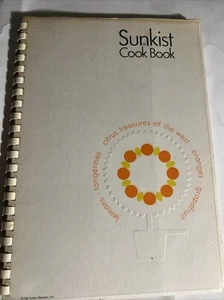 Sunkist
Cook Book
lemons tangerines citrus treasures of the west oranges grapefruit